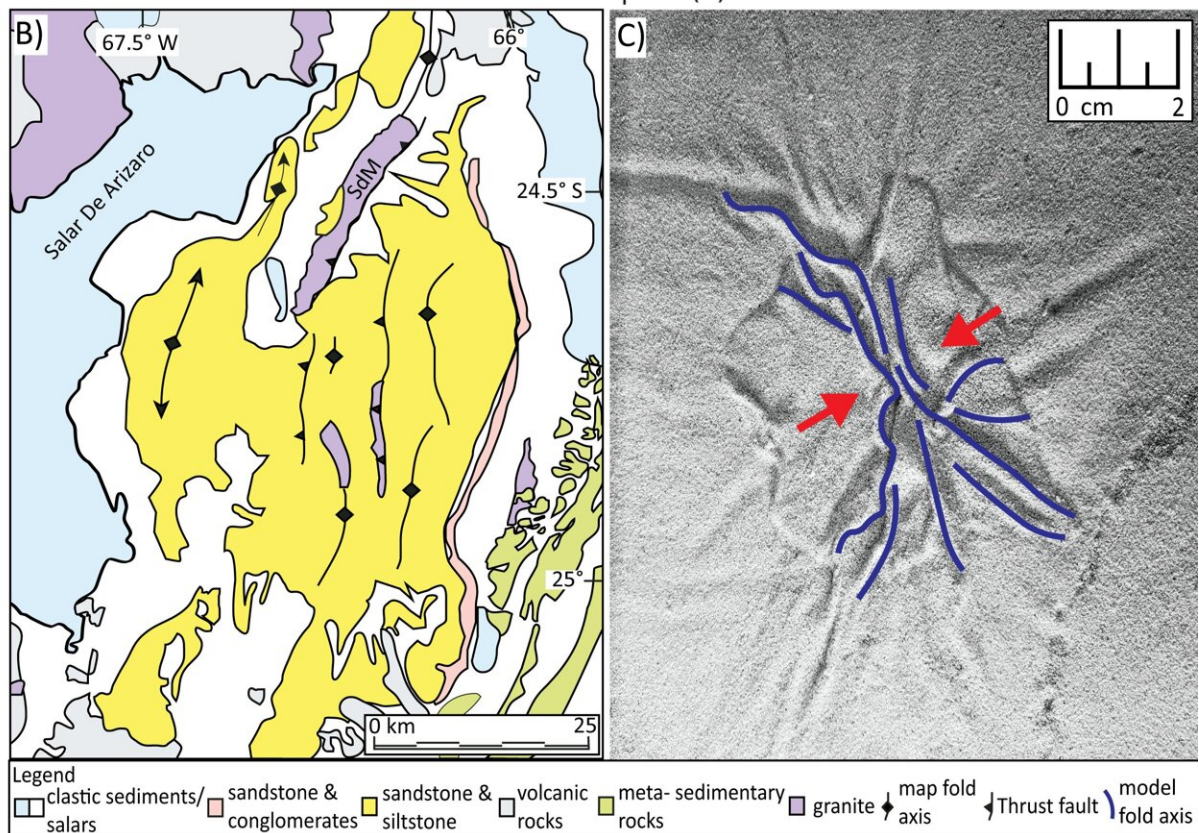 B)
67.5° W
66°
Salar De Arizaro
SdM
24.5° S
25°
0 km 25
C)
0 cm 2
Legend
clastic sediments/
salars
sandstone &
conglomerates
sandstone &
siltstone
volcanic
rocks
meta- sedimentary
rocks
granite
map fold
axis
Thrust fault
model
fold axis